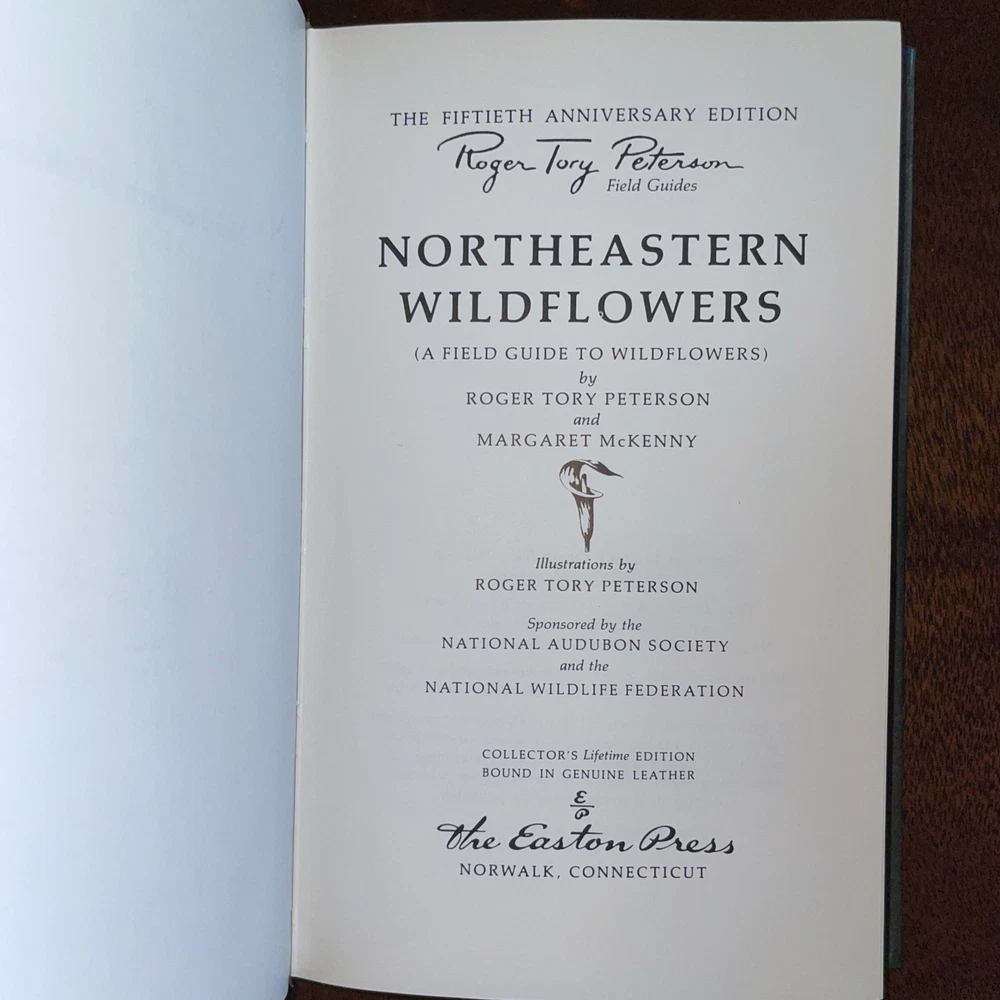 THE FIFTIETH ANNIVERSARY EDITION
Roger Tory Peterson
Field Guides
NORTHEASTERN
WILDFLOWERS
(A FIELD GUIDE TO WILDFLOWERS)
by
ROGER TORY PETERSON
and
MARGARET McKENNY
Illustrations by
ROGER TORY PETERSON
Sponsored by the
NATIONAL AUDUBON SOCIETY
and the
NATIONAL WILDLIFE FEDERATION
COLLECTOR'S Lifetime EDITION
BOUND IN GENUINE LEATHER
E
P
The Easton Press
NORWALK, CONNECTICUT